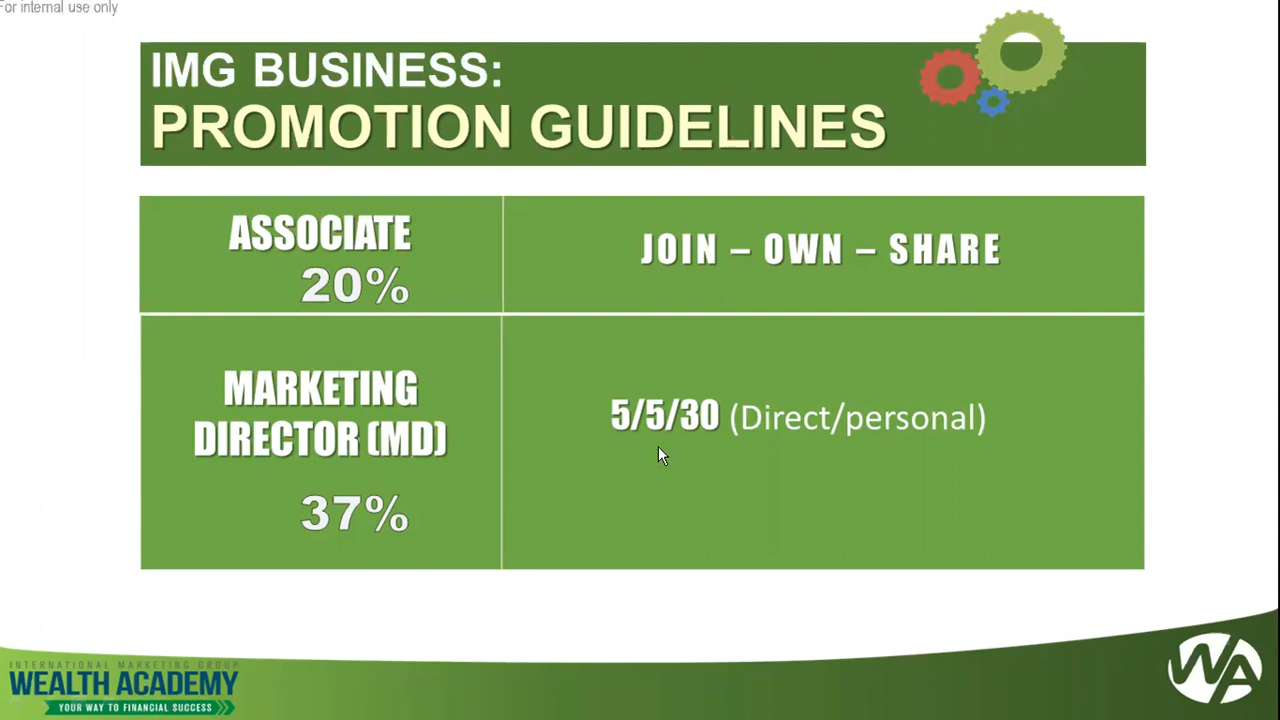 For internal use only
IMG BUSINESS:
PROMOTION GUIDELINES
ASSOCIATE
20%
JOIN – OWN – SHARE
MARKETING
DIRECTOR (MD)
37%
5/5/30 (Direct/personal)
INTERNATIONAL MARKETING GROUP
WEALTH ACADEMY
YOUR WAY TO FINANCIAL SUCCESS
WA